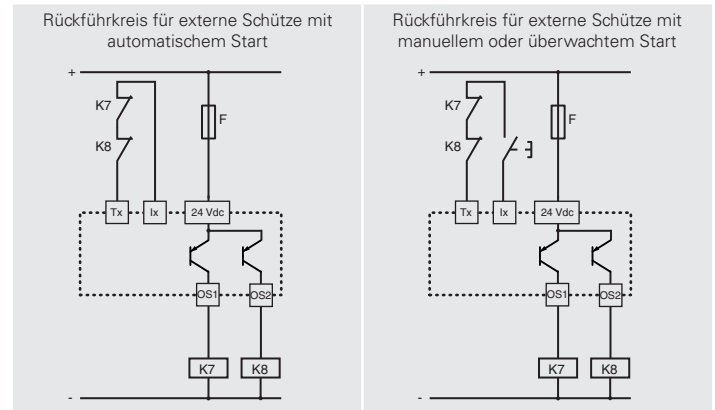 Rückführkreis für externe Schütze mit
automatischem Start
+
K7
K8
F
Tx
Ix
24 Vdc
OS1
OS2
K7
K8
-
Rückführkreis für externe Schütze mit
manuellem oder überwachtem Start
+
K7
K8
F
Tx
Ix
24 Vdc
OS1
OS2
K7
K8
-